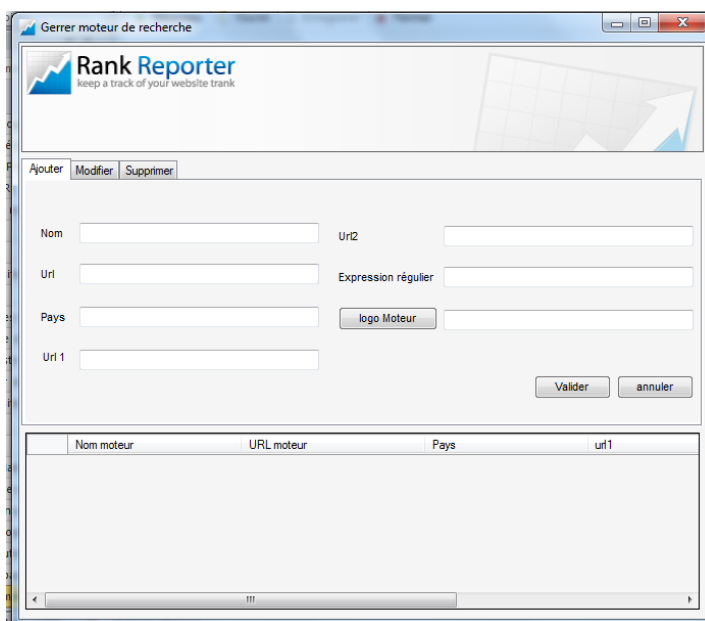 Gerrer moteur de recherche
Rank Reporter
keep a track of your website trank
Ajouter Modifier Supprimer
Nom
Url2
Url
Expression régulier
Pays
logo Moteur
Url 1
Valider annuler
Nom moteur URL moteur Pays url1